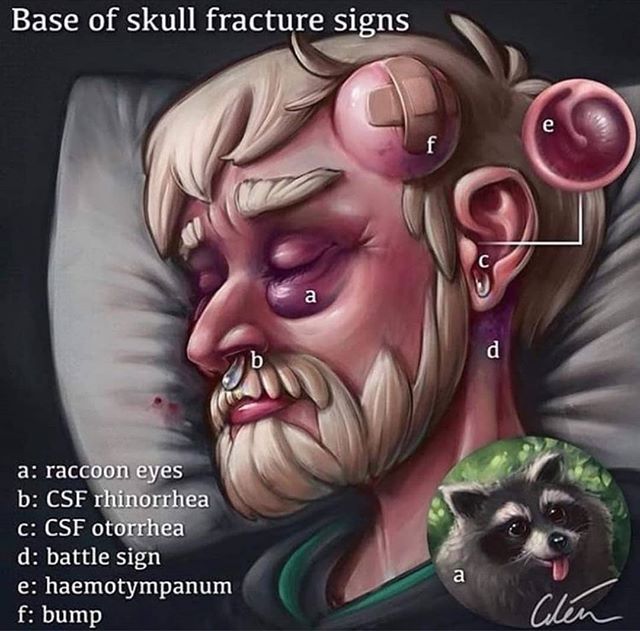 Base of skull fracture signs
f
e
c
a
b
d
a: raccoon eyes
b: CSF rhinorrhea
c: CSF otorrhea
d: battle sign
e: haemotympanum
f: bump
a